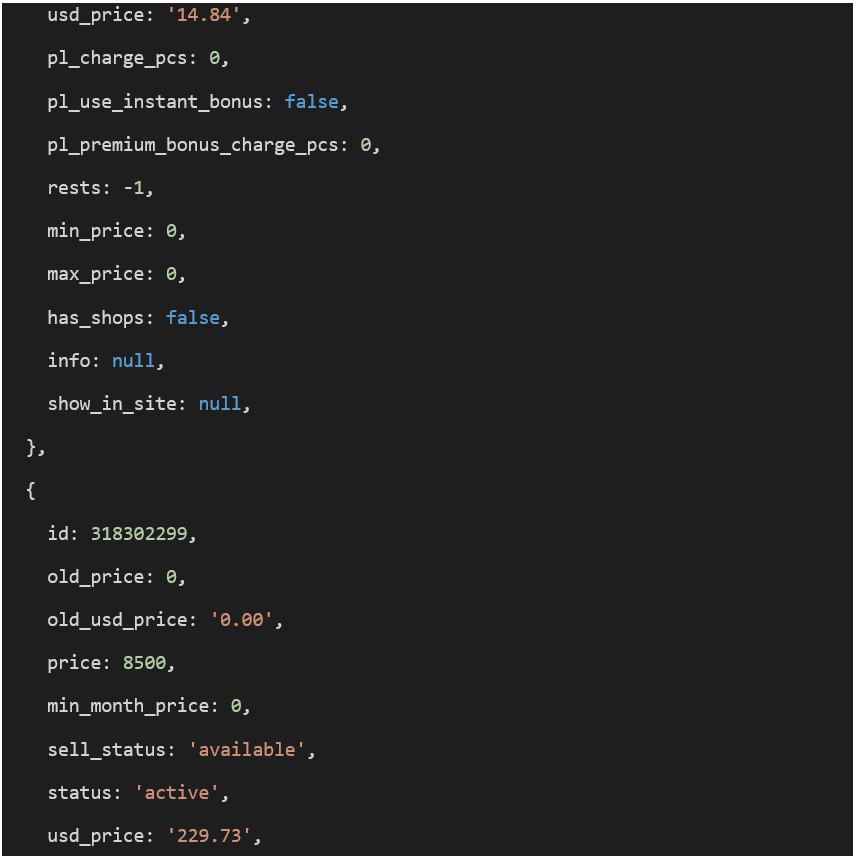 usd_price: '14.84',
pl_charge_pcs: 0,
pl_use_instant_bonus: false,
pl_premium_bonus_charge_pcs: 0,
rests: -1,
min_price: 0,
max_price: 0,
has_shops: false,
info: null,
show_in_site: null,
},
{
id: 318302299,
old_price: 0,
old_usd_price: '0.00',
price: 8500,
min_month_price: 0,
sell_status: 'available',
status: 'active',
usd_price: '229.73',